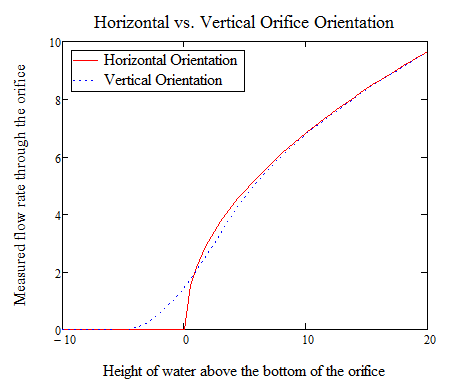 Horizontal vs. Vertical Orifice Orientation
10
Horizontal Orientation
Vertical Orientation
8
6
4
2
0
−10
0
10
20
Measured flow rate through the orifice
Height of water above the bottom of the orifice